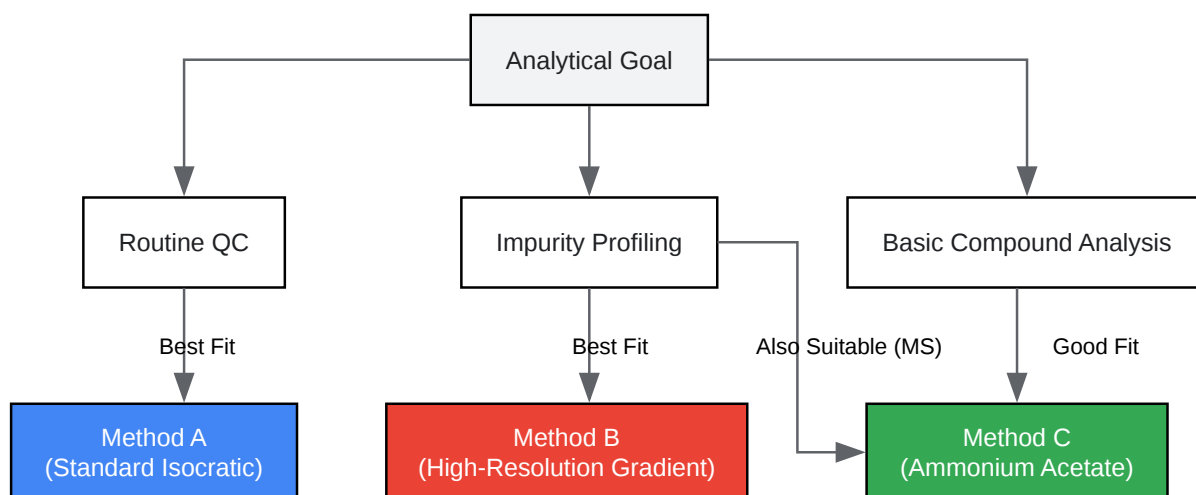 Analytical Goal
Routine QC
Impurity Profiling
Basic Compound Analysis
Best Fit
Best Fit
Also Suitable (MS)
Good Fit
Method A
(Standard Isocratic)
Method B
(High-Resolution Gradient)
Method C
(Ammonium Acetate)